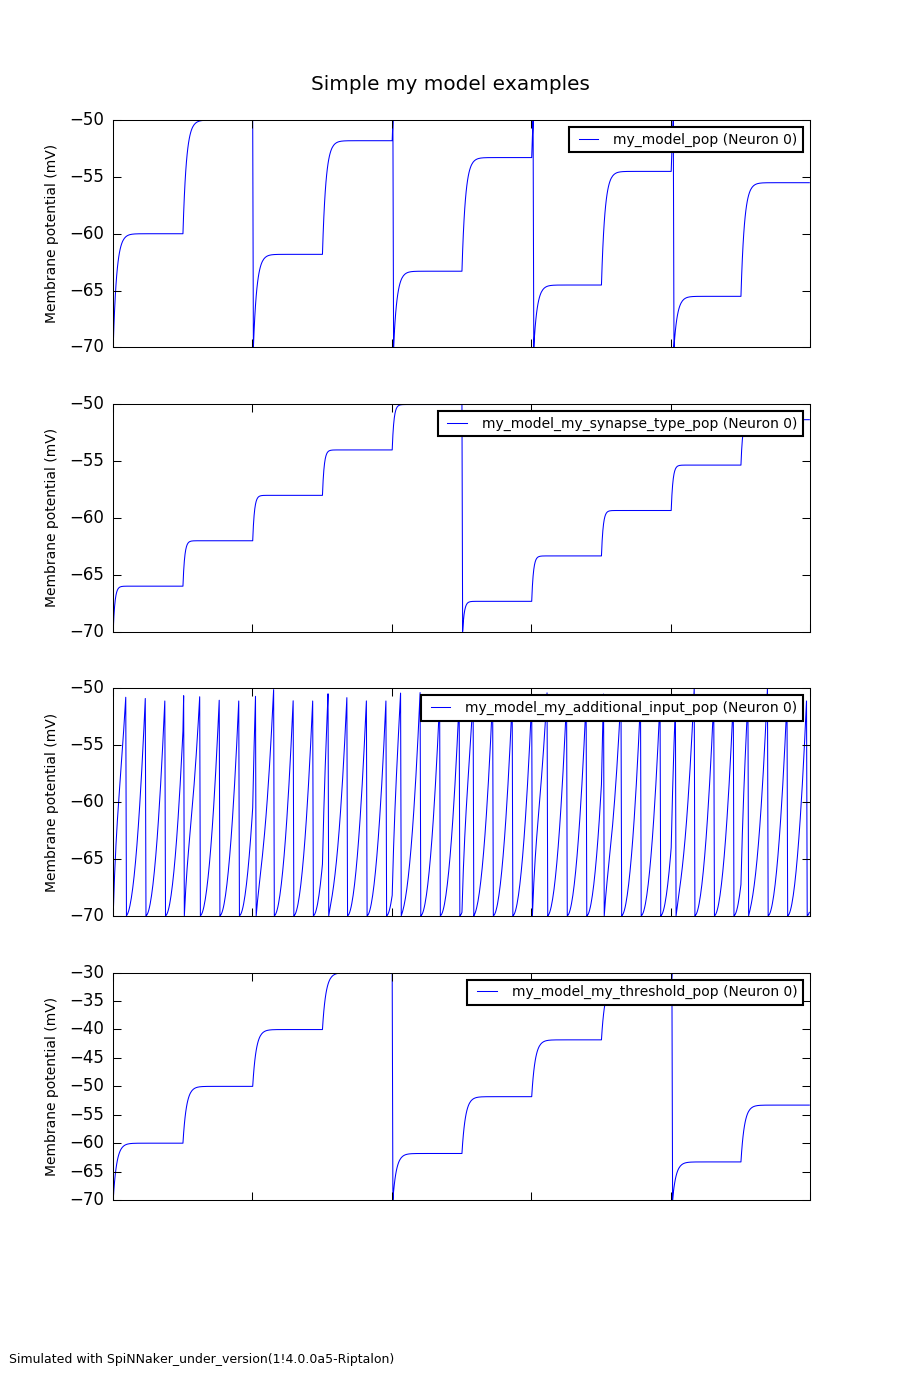 Simple my model examples
−50
−55
−60
−65
−70
Membrane potential (mV)
my_model_pop (Neuron 0)
−50
−55
−60
−65
−70
Membrane potential (mV)
my_model_my_synapse_type_pop (Neuron 0)
−50
−55
−60
−65
−70
Membrane potential (mV)
my_model_my_additional_input_pop (Neuron 0)
−30
−35
−40
−45
−50
−55
−60
−65
−70
Membrane potential (mV)
my_model_my_threshold_pop (Neuron 0)
Simulated with SpiNNaker_under_version(1!4.0.0a5-Riptalon)